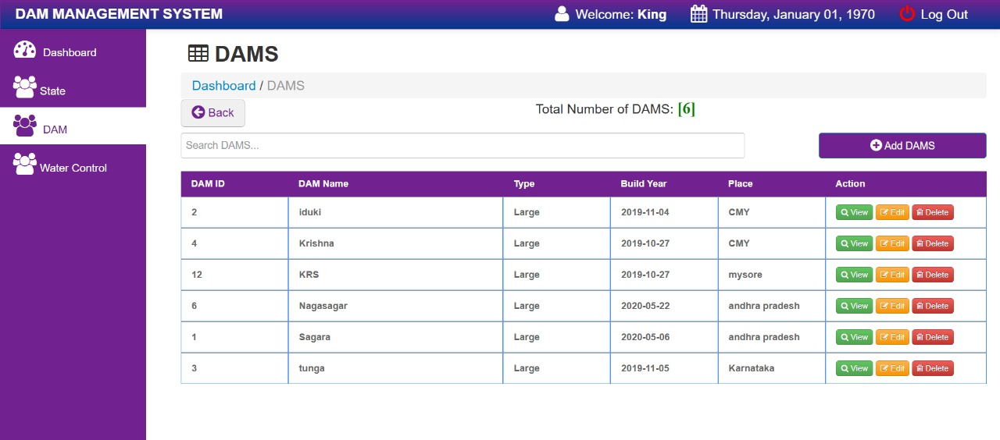 DAM MANAGEMENT SYSTEM Welcome: King Thursday, January 01, 1970 Log Out
Dashboard
State
DAM
Water Control
DAMS
Dashboard / DAMS
Back Total Number of DAMS: [6]
Search DAMS... Add DAMS
DAM ID DAM Name Type Build Year Place Action
2 iduki Large 2019-11-04 CMY View Edit Delete
4 Krishna Large 2019-10-27 CMY View Edit Delete
12 KRS Large 2019-10-27 mysore View Edit Delete
6 Nagasagar Large 2020-05-22 andhra pradesh View Edit Delete
1 Sagara Large 2020-05-06 andhra pradesh View Edit Delete
3 tunga Large 2019-11-05 Karnataka View Edit Delete